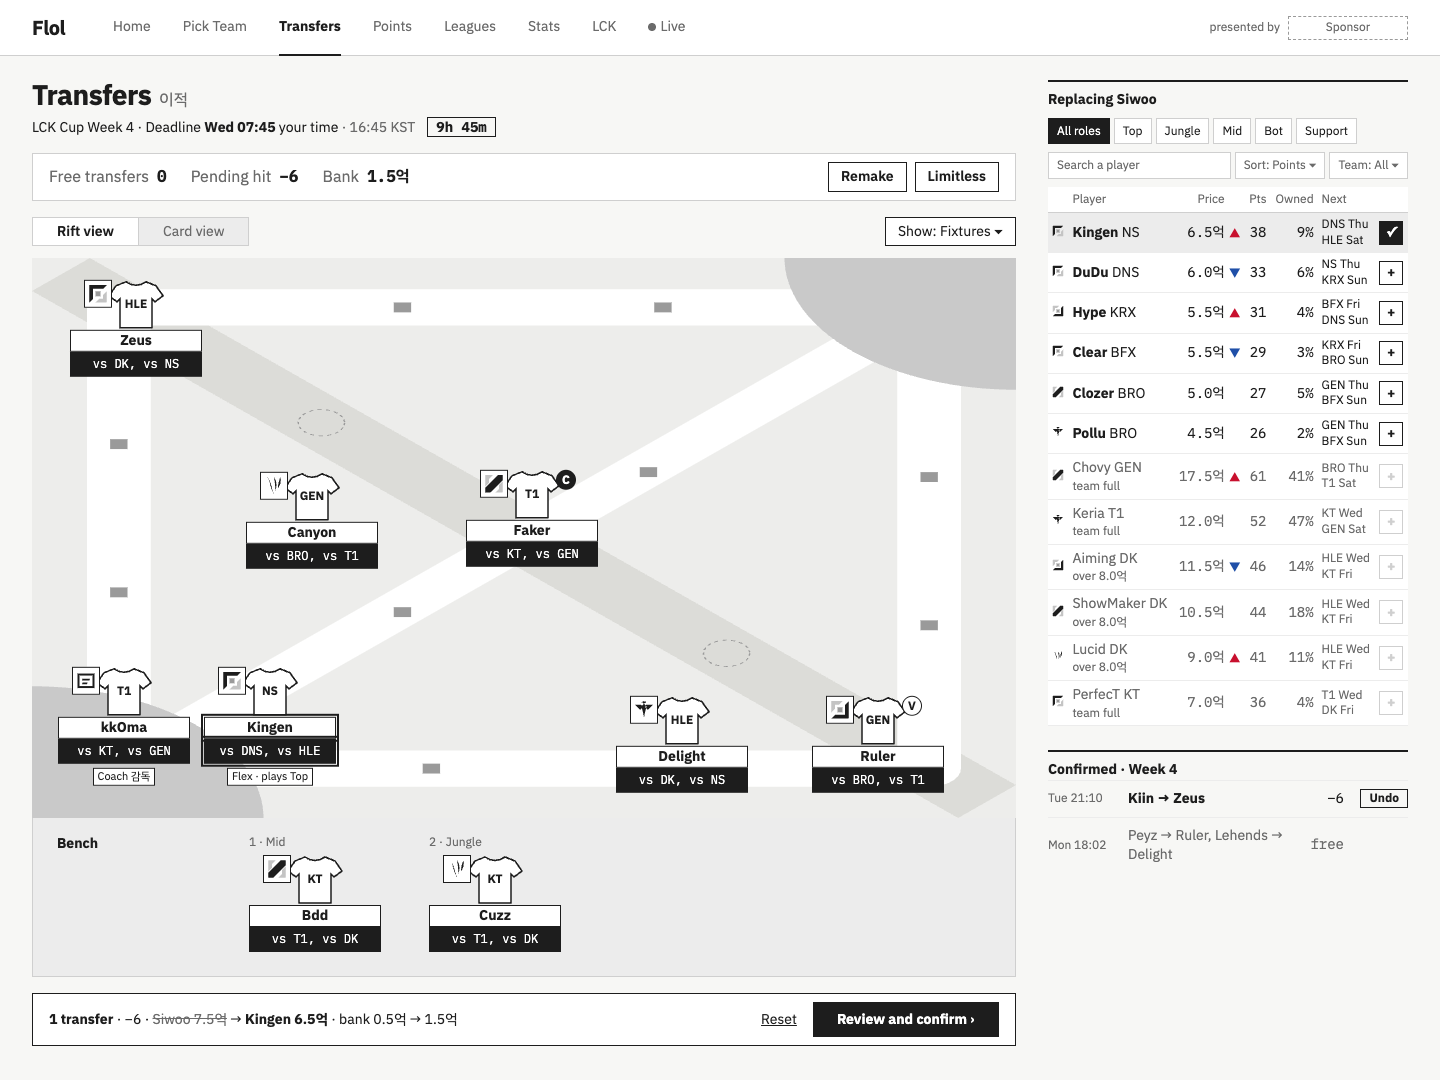 Flol
Home Pick Team Transfers Points Leagues Stats LCK Live
presented by Sponsor
Transfers 이적
LCK Cup Week 4 · Deadline Wed 07:45 your time · 16:45 KST 9h 45m
Free transfers 0 Pending hit −6 Bank 1.5억
Remake Limitless
Rift view Card view
Show: Fixtures
HLE
Zeus
vs DK, vs NS
GEN
Canyon
vs BRO, vs T1
T1
C
Faker
vs KT, vs GEN
T1
kkOma
vs KT, vs GEN
Coach 감독
NS
Kingen
vs DNS, vs HLE
Flex · plays Top
HLE
Delight
vs DK, vs NS
GEN
V
Ruler
vs BRO, vs T1
Bench
1 · Mid
KT
Bdd
vs T1, vs DK
2 · Jungle
KT
Cuzz
vs T1, vs DK
1 transfer · −6 · Siwoo 7.5억 → Kingen 6.5억 · bank 0.5억 → 1.5억
Reset Review and confirm ›
Replacing Siwoo
All roles Top Jungle Mid Bot Support
Search a player Sort: Points Team: All
Player Price Pts Owned Next
Kingen NS 6.5억 ▲ 38 9% DNS Thu
HLE Sat ✓
DuDu DNS 6.0억 ▼ 33 6% NS Thu
KRX Sun +
Hype KRX 5.5억 ▲ 31 4% BFX Fri
DNS Sun +
Clear BFX 5.5억 ▼ 29 3% KRX Fri
BRO Sun +
Clozer BRO 5.0억 27 5% GEN Thu
BFX Sun +
Pollu BRO 4.5억 26 2% GEN Thu
BFX Sun +
Chovy GEN 17.5억 ▲ 61 41% BRO Thu
team full T1 Sat +
Keria T1 12.0억 52 47% KT Wed
team full GEN Sat +
Aiming DK 11.5억 ▼ 46 14% HLE Wed
over 8.0억 KT Fri +
ShowMaker DK 10.5억 44 18% HLE Wed
over 8.0억 KT Fri +
Lucid DK 9.0억 ▲ 41 11% HLE Wed
over 8.0억 KT Fri +
PerfecT KT 7.0억 36 4% T1 Wed
team full DK Fri +
Confirmed · Week 4
Tue 21:10 Kiin → Zeus −6 Undo
Mon 18:02 Peyz → Ruler, Lehends → free
Delight